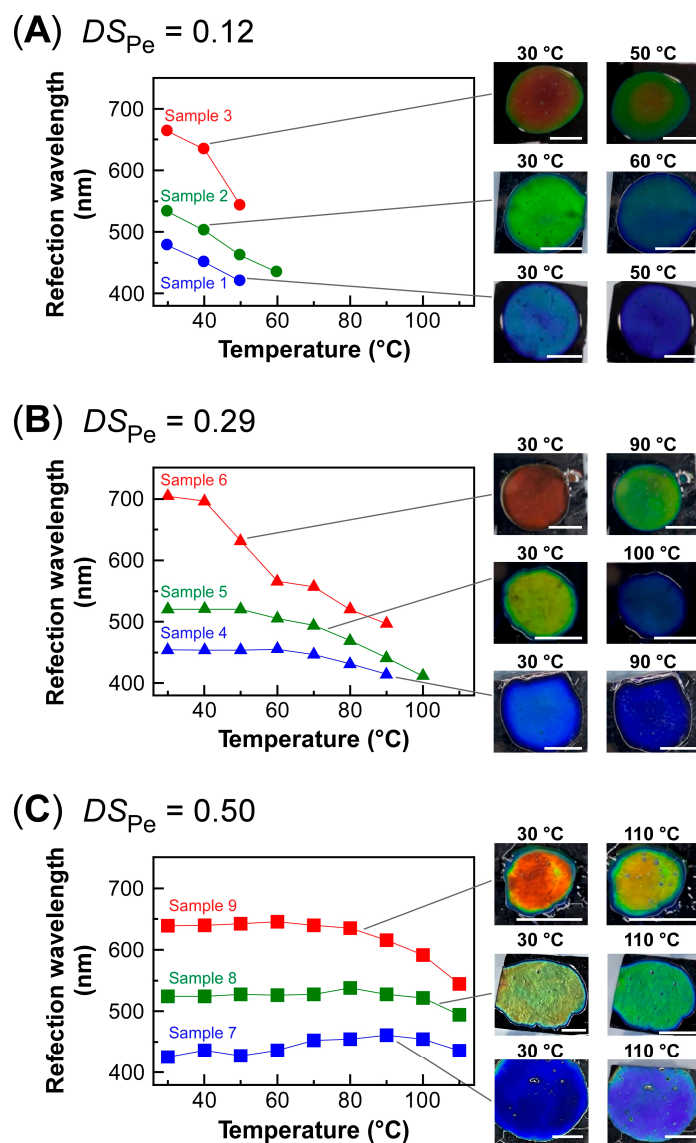 (A) DSPe = 0.12
Refection wavelength
(nm)
700
600
500
400
Sample 3
Sample 2
Sample 1
40 60 80 100
Temperature (°C)
30 °C 50 °C
30 °C 60 °C
30 °C 50 °C
(B) DSPe = 0.29
Refection wavelength
(nm)
700
600
500
400
Sample 6
Sample 5
Sample 4
40 60 80 100
Temperature (°C)
30 °C 90 °C
30 °C 100 °C
30 °C 90 °C
(C) DSPe = 0.50
Refection wavelength
(nm)
700
600
500
400
Sample 9
Sample 8
Sample 7
40 60 80 100
Temperature (°C)
30 °C 110 °C
30 °C 110 °C
30 °C 110 °C